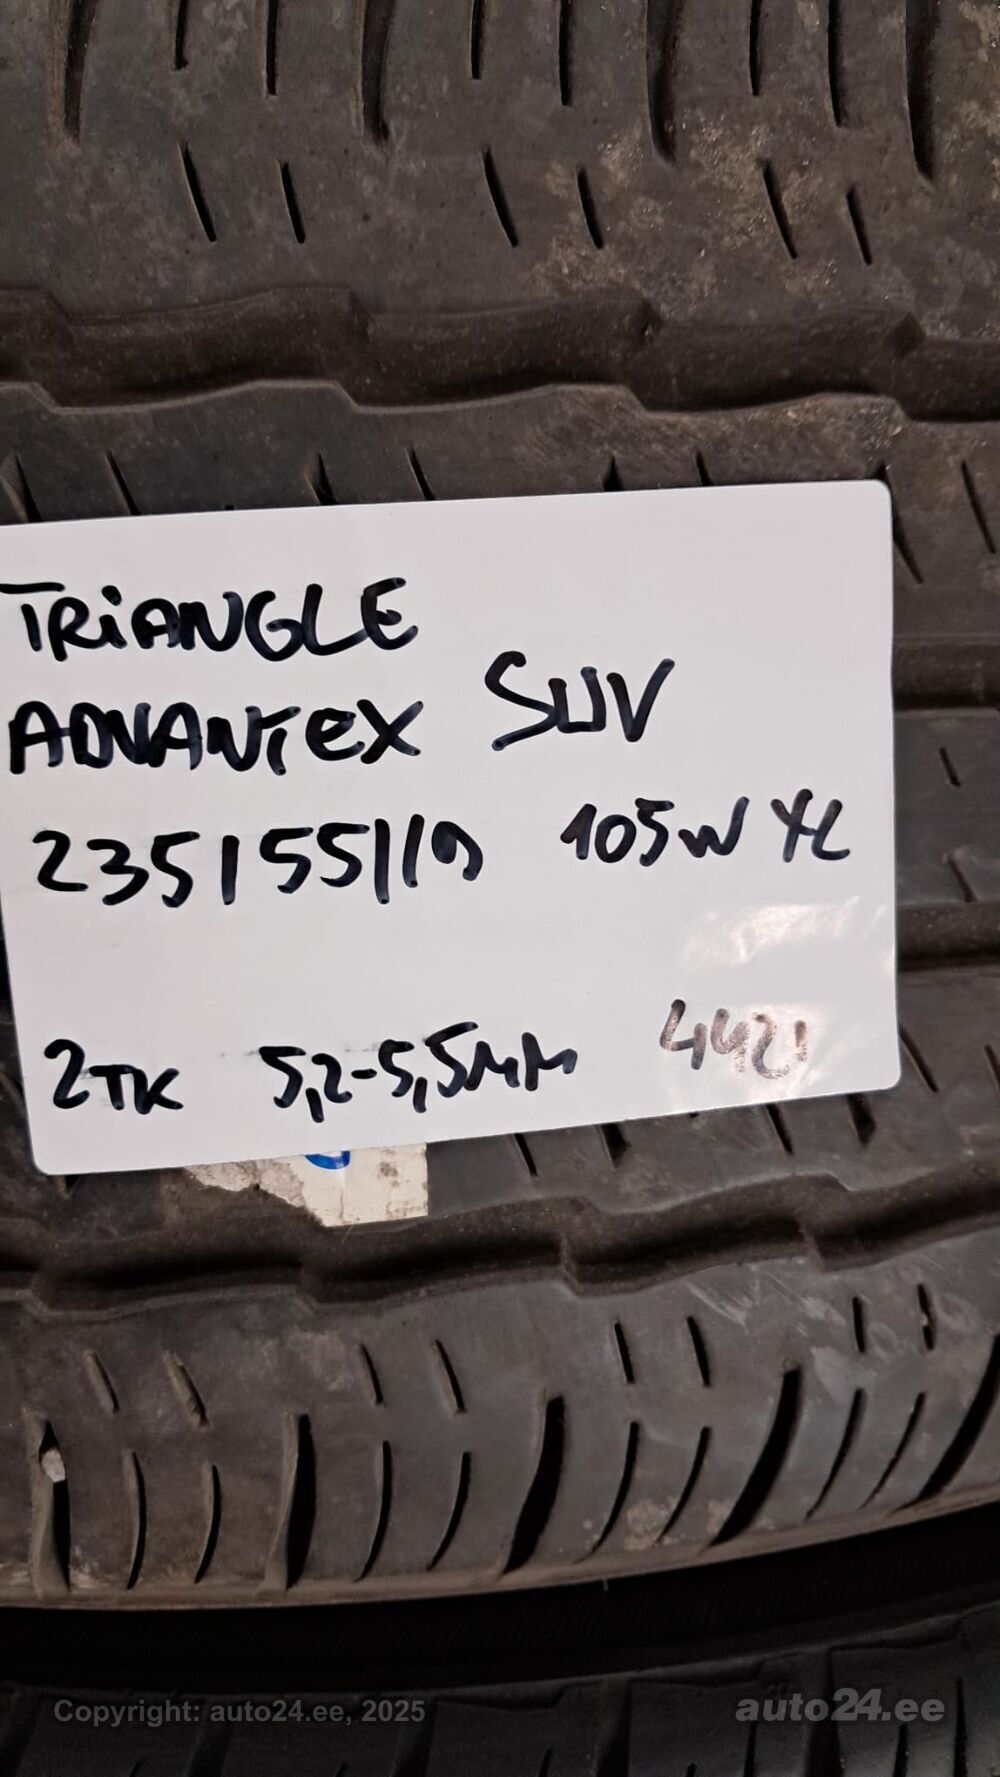 TRiANGLE
ADVANTeX SUV
235/55/19 105W XL
2TK 5,2-5,5MM 4421
Copyright: auto24.ee, 2025
auto24.ee